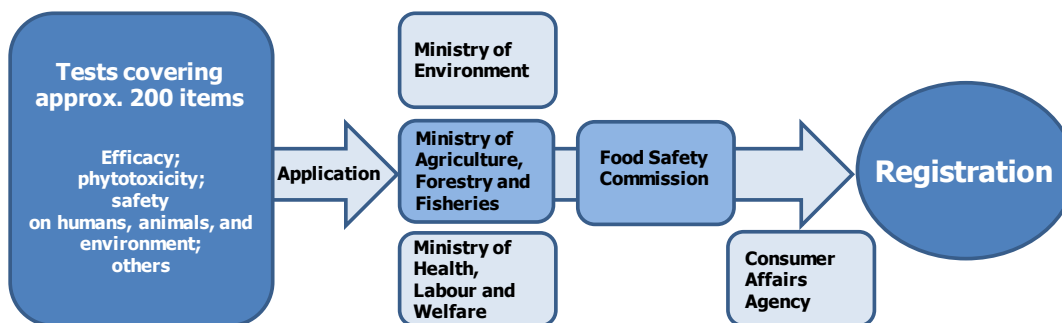 Tests covering
approx. 200 items
Efficacy;
phytotoxicity;
safety
on humans, animals, and
environment;
others
Application
Ministry of
Environment
Ministry of
Agriculture,
Forestry and
Fisheries
Ministry of
Health,
Labour and
Welfare
Food Safety
Commission
Consumer
Affairs
Agency
Registration